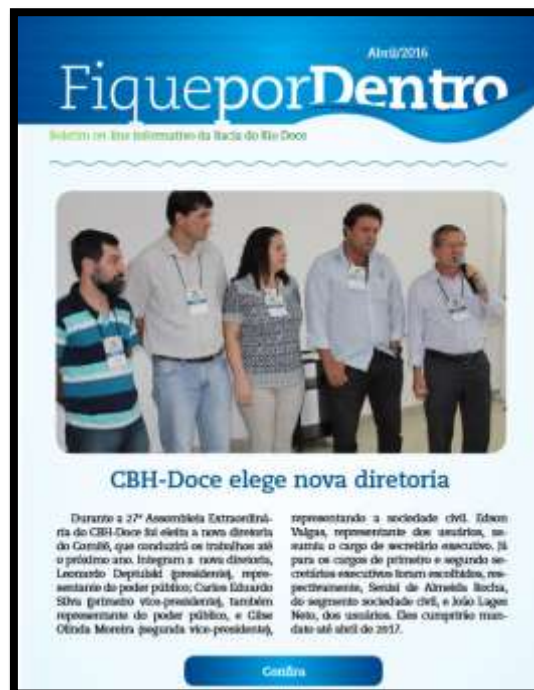 Abril/2016
FiqueporDentro
Boletim on-line informativo da Bacia do Rio Doce
CBH-Doce elege nova diretoria
Durante a 27ª Assembleia Extraordiná-
ria do CBH-Doce foi eleita a nova diretoria
do Comitê, que conduzirá os trabalhos até
o próximo ano. Integram a nova diretoria,
Leonardo Deptulski (presidente), repre-
sentante do poder público; Carlos Eduardo
Silva (primeiro vice-presidente), também
representante do poder público, e Gilse
Olinda Moreira (segunda vice-presidente),
representando a sociedade civil. Edson
Valgas, representante dos usuários, as-
sumiu o cargo de secretário executivo. Já
para os cargos de primeiro e segundo se-
cretários executivos foram escolhidos, res-
pectivamente, Senisi de Almeida Rocha,
do segmento sociedade civil, e João Lages
Neto, dos usuários. Eles cumprirão man-
dato até abril de 2017.
Confira